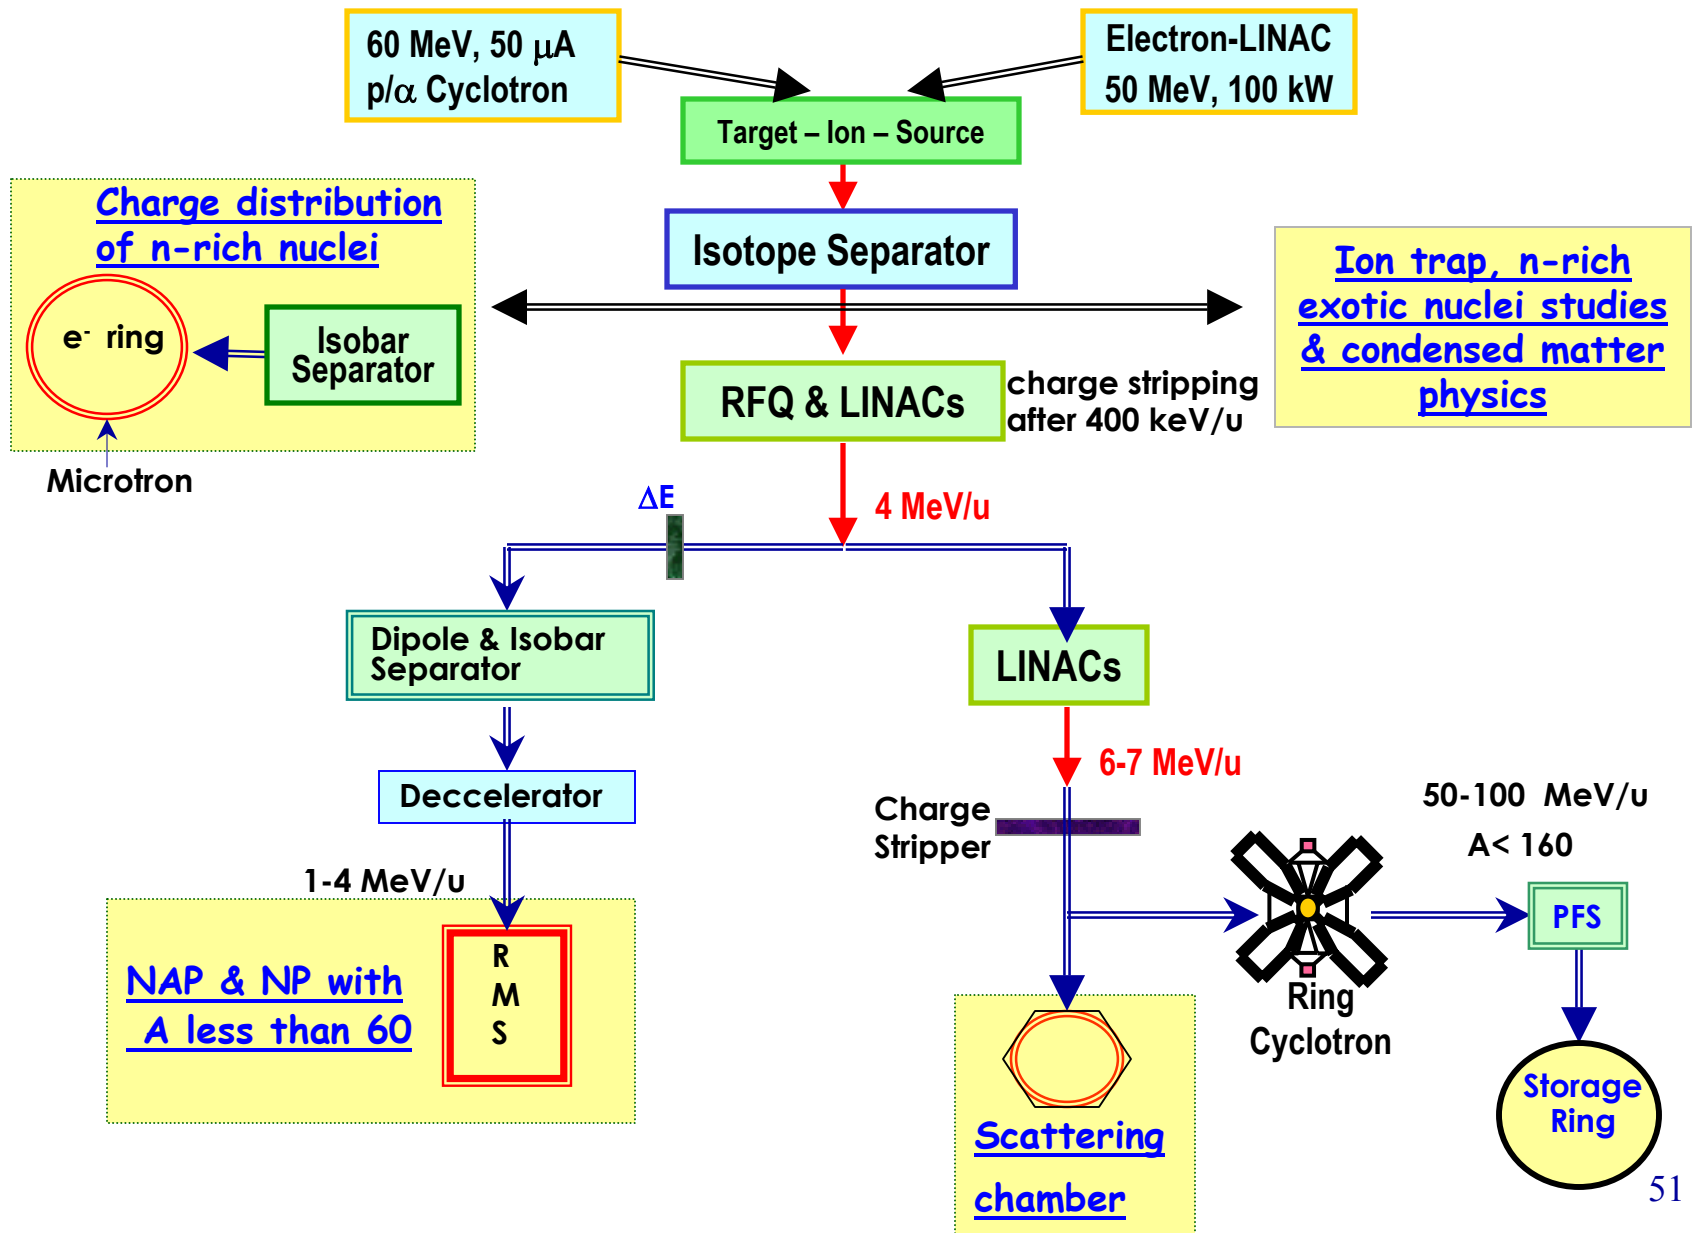 60 MeV, 50 μA
p/α Cyclotron
Electron-LINAC
50 MeV, 100 kW
Target – Ion – Source
Charge distribution
of n-rich nuclei
Isotope Separator
Ion trap, n-rich
exotic nuclei studies
& condensed matter
physics
e- ring
Isobar
Separator
RFQ & LINACs
charge stripping
after 400 keV/u
Microtron
ΔE
4 MeV/u
Dipole & Isobar
Separator
LINACs
6-7 MeV/u
Deccelerator
Charge
Stripper
50-100 MeV/u
A< 160
1-4 MeV/u
PFS
R
M
S
NAP & NP with
A less than 60
Ring
Cyclotron
Storage
Ring
Scattering
chamber
51